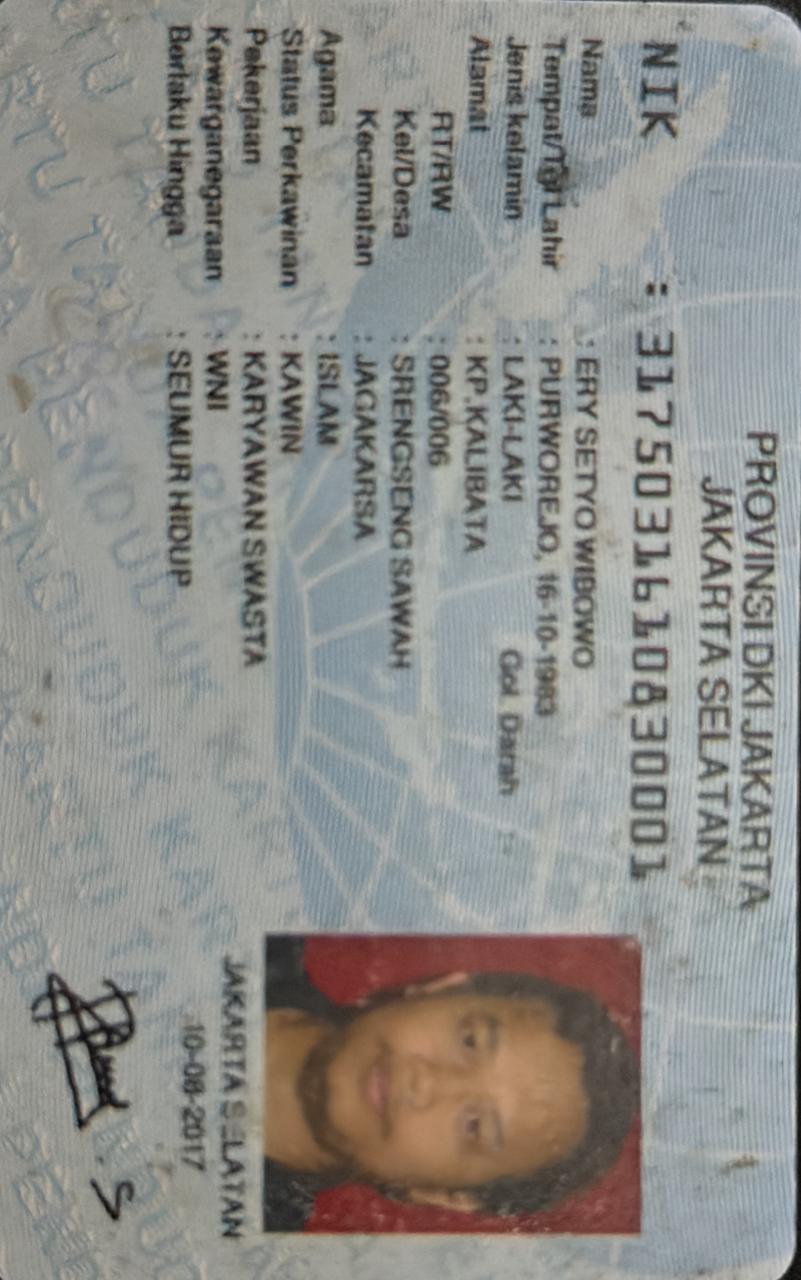 PROVINSI DKI JAKARTA
JAKARTA SELATAN
NIK : 3175031610830001
Nama : ERY SETYO WIBOWO
Tempat/Tgl Lahir : PURWOREJO, 16-10-1983
Jenis kelamin : LAKI-LAKI Gol. Darah :
Alamat : KP.KALIBATA
RT/RW : 006/006
Kel/Desa : SRENGSENG SAWAH
Kecamatan : JAGAKARSA
Agama : ISLAM
Status Perkawinan : KAWIN
Pekerjaan : KARYAWAN SWASTA
Kewarganegaraan : WNI
Berlaku Hingga : SEUMUR HIDUP
JAKARTA SELATAN
10-08-2017